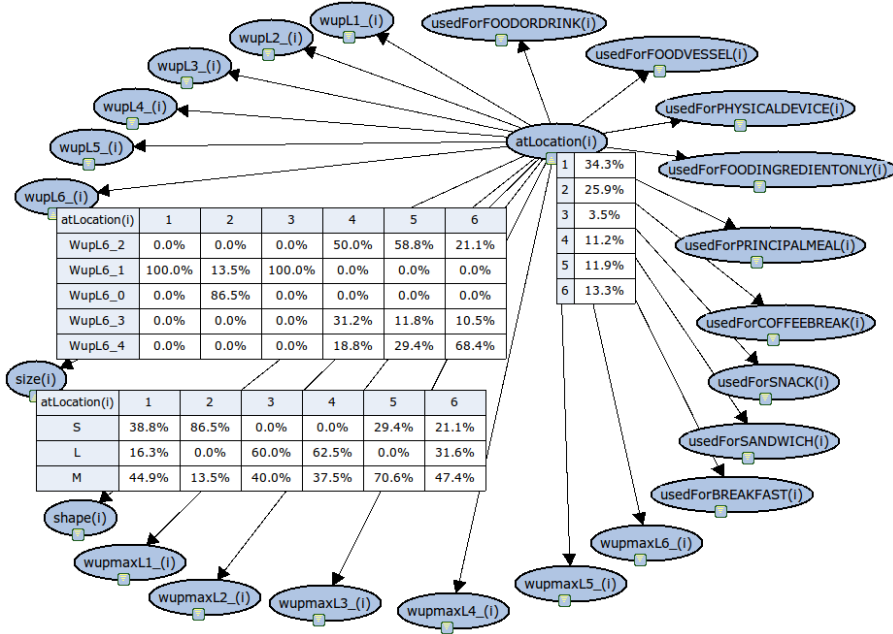 wupL1_(i)
usedForFOODORDRINK(i)
wupL2_(i)
usedForFOODVESSEL(i)
wupL3_(i)
wupL4_(i)
usedForPHYSICALDEVICE(i)
wupL5_(i)
atLocation(i)
usedForFOODINGREDIENTONLY(i)
wupL6_(i)
1 34.3%
2 25.9%
3 3.5%
4 11.2%
5 11.9%
6 13.3%
atLocation(i) 1 2 3 4 5 6
WupL6_2 0.0% 0.0% 0.0% 50.0% 58.8% 21.1%
WupL6_1 100.0% 13.5% 100.0% 0.0% 0.0% 0.0%
WupL6_0 0.0% 86.5% 0.0% 0.0% 0.0% 0.0%
WupL6_3 0.0% 0.0% 0.0% 31.2% 11.8% 10.5%
WupL6_4 0.0% 0.0% 0.0% 18.8% 29.4% 68.4%
usedForPRINCIPALMEAL(i)
usedForCOFFEEBREAK(i)
size(i)
usedForSNACK(i)
atLocation(i) 1 2 3 4 5 6
S 38.8% 86.5% 0.0% 0.0% 29.4% 21.1%
L 16.3% 0.0% 60.0% 62.5% 0.0% 31.6%
M 44.9% 13.5% 40.0% 37.5% 70.6% 47.4%
usedForSANDWICH(i)
usedForBREAKFAST(i)
shape(i)
wupmaxL1_(i)
wupmaxL2_(i)
wupmaxL3_(i)
wupmaxL4_(i)
wupmaxL5_(i)
wupmaxL6_(i)